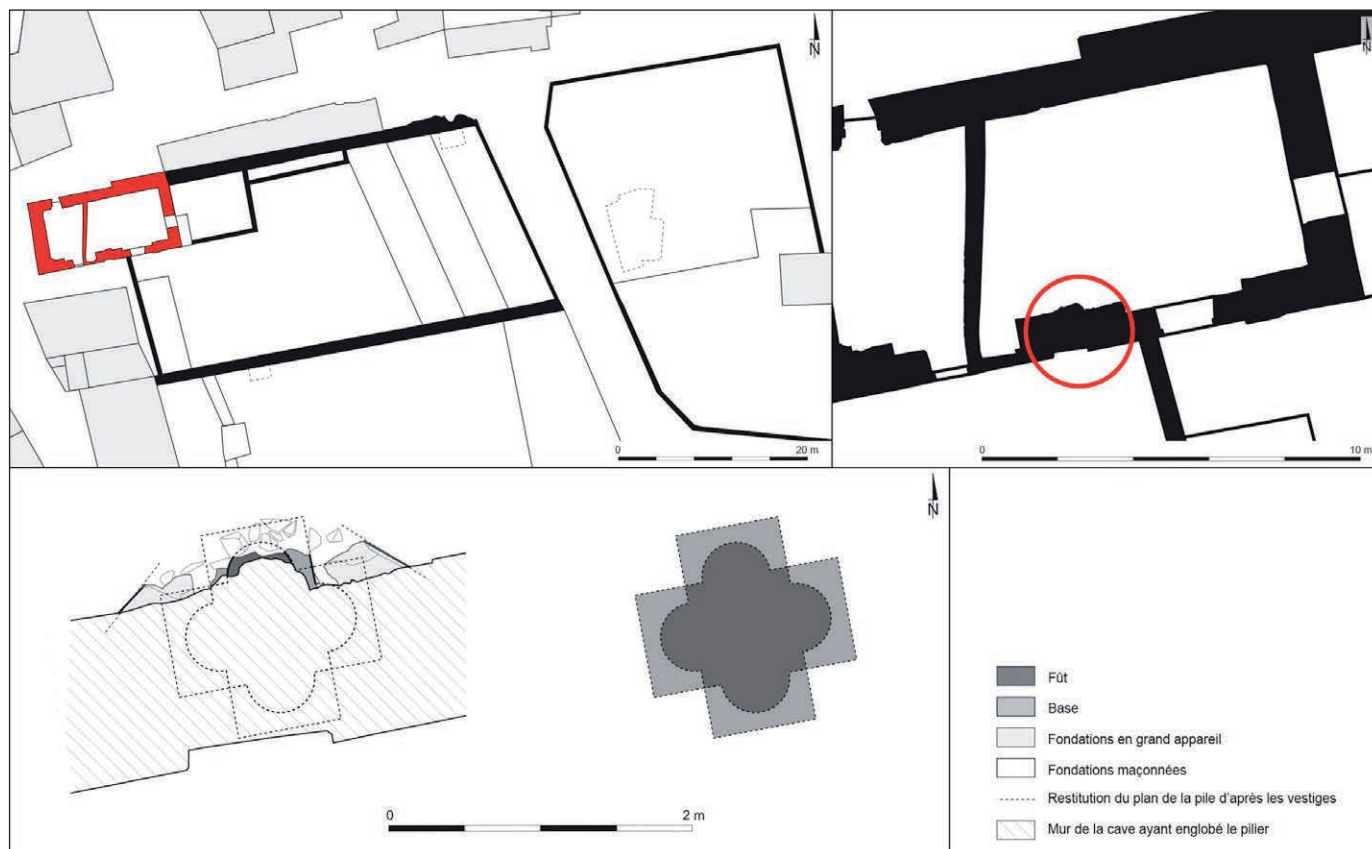 N
0 20 m
N
0 10 m
N
0 2 m
Fût
Base
Fondations en grand appareil
Fondations maçonnées
Restitution du plan de la pile d'après les vestiges
Mur de la cave ayant englobé le pilier